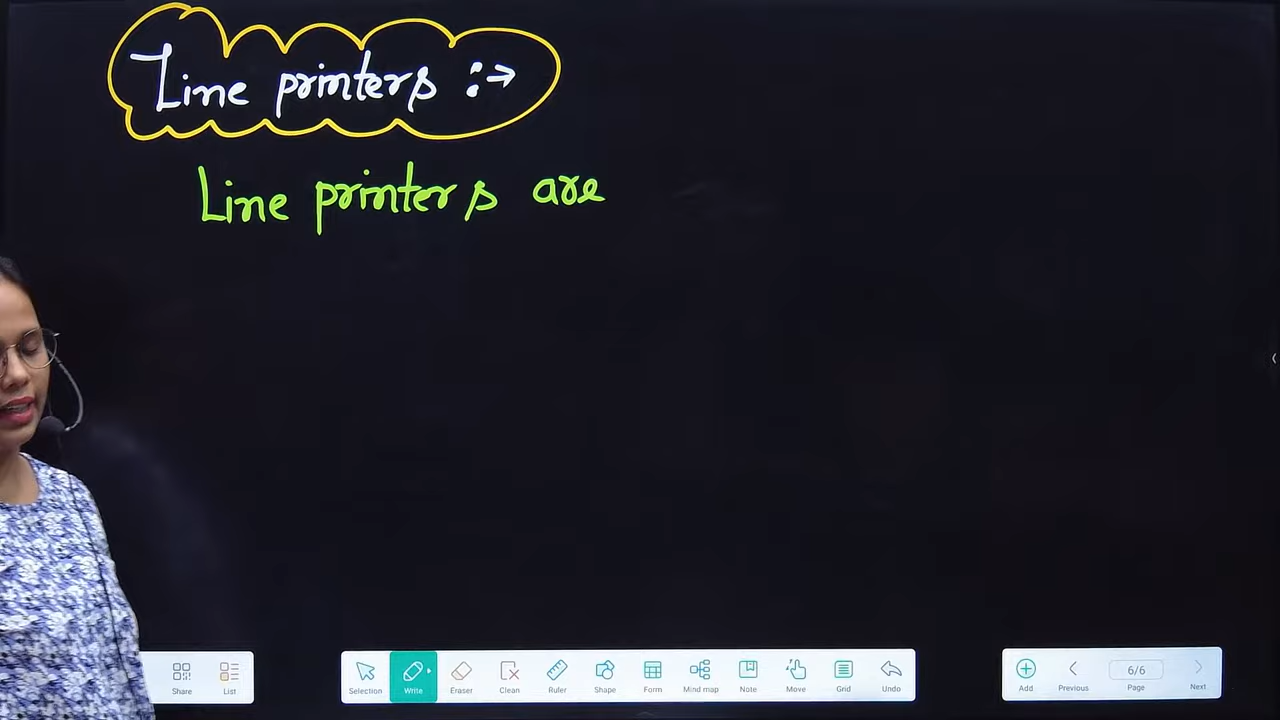 Line printers :→
Line printers are
Share
List
Selection
Write
Eraser
Clean
Ruler
Shape
Form
Mind map
Note
Move
Grid
Undo
Add
Previous
6/6
Page
Next